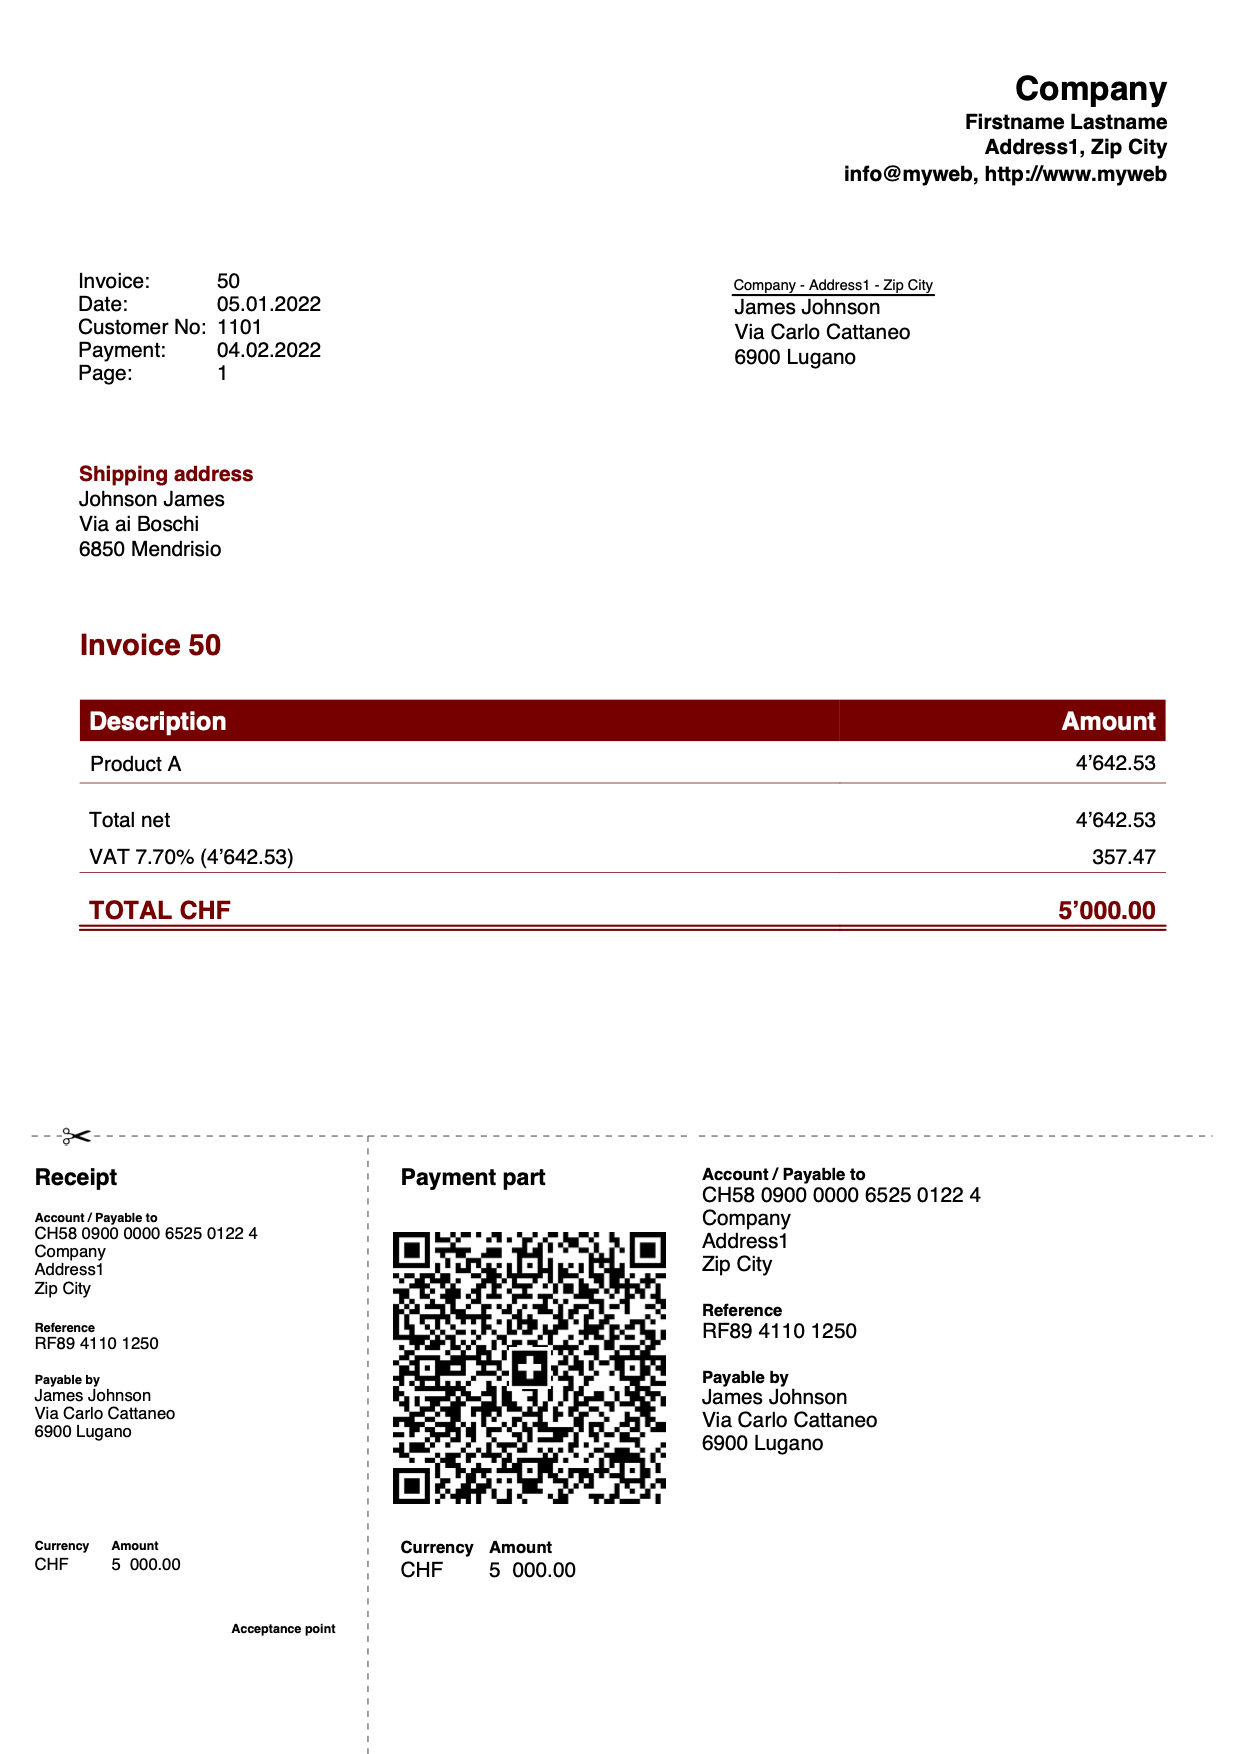 Company
Firstname Lastname
Address1, Zip City
info@myweb, http://www.myweb
Invoice: 50
Date: 05.01.2022
Customer No: 1101
Payment: 04.02.2022
Page: 1
Company - Address1 - Zip City
James Johnson
Via Carlo Cattaneo
6900 Lugano
Shipping address
Johnson James
Via ai Boschi
6850 Mendrisio
Invoice 50
Description Amount
Product A 4’642.53
Total net 4’642.53
VAT 7.70% (4’642.53) 357.47
TOTAL CHF 5’000.00
Receipt
Account / Payable to
CH58 0900 0000 6525 0122 4
Company
Address1
Zip City
Reference
RF89 4110 1250
Payable by
James Johnson
Via Carlo Cattaneo
6900 Lugano
Currency Amount
CHF 5 000.00
Acceptance point
Payment part
Currency Amount
CHF 5 000.00
Account / Payable to
CH58 0900 0000 6525 0122 4
Company
Address1
Zip City
Reference
RF89 4110 1250
Payable by
James Johnson
Via Carlo Cattaneo
6900 Lugano